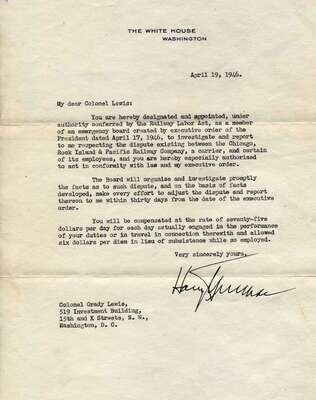 THE WHITE HOUSE
WASHINGTON
April 19, 1946.
My dear Colonel Lewis:
You are hereby designated and appointed, under
authority conferred by the Railway Labor Act, as a member
of an emergency board created by executive order of the
President dated April 17, 1946, to investigate and report
to me respecting the dispute existing between the Chicago,
Rock Island & Pacific Railway Company, a carrier, and certain
of its employees, and you are hereby especially authorized
to act in conformity with law and my executive order.
The Board will organize and investigate promptly
the facts as to such dispute, and on the basis of facts
developed, make every effort to adjust the dispute and report
thereon to me within thirty days from the date of the executive
order.
You will be compensated at the rate of seventy-five
dollars per day for each day actually engaged in the performance
of your duties or in travel in connection therewith and allowed
six dollars per diem in lieu of subsistence while so employed.
Very sincerely yours,
Harry Truman
Colonel Grady Lewis,
519 Investment Building,
15th and K Streets, N. W.,
Washington, D. C.